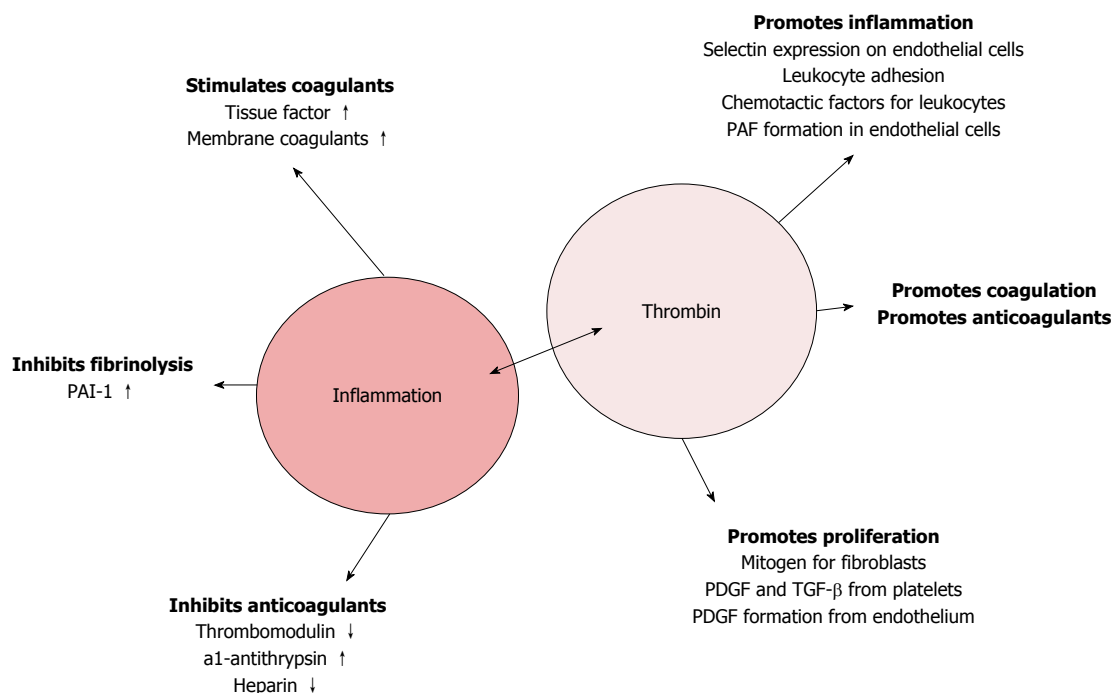 Promotes inflammation
Selectin expression on endothelial cells
Leukocyte adhesion
Chemotactic factors for leukocytes
PAF formation in endothelial cells
Stimulates coagulants
Tissue factor ↑
Membrane coagulants ↑
Thrombin
Promotes coagulation
Promotes anticoagulants
Inhibits fibrinolysis
PAI-1 ↑
Inflammation
Promotes proliferation
Mitogen for fibroblasts
PDGF and TGF-β from platelets
PDGF formation from endothelium
Inhibits anticoagulants
Thrombomodulin ↓
a1-antithrypsin ↑
Heparin ↓